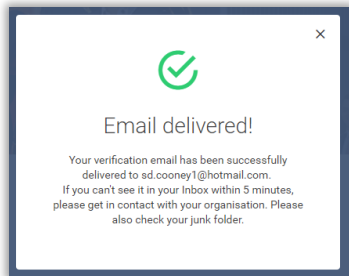 Email delivered!
Your verification email has been successfully
delivered to sd.cooney1@hotmail.com.
If you can't see it in your Inbox within 5 minutes,
please get in contact with your organisation. Please
also check your junk folder.